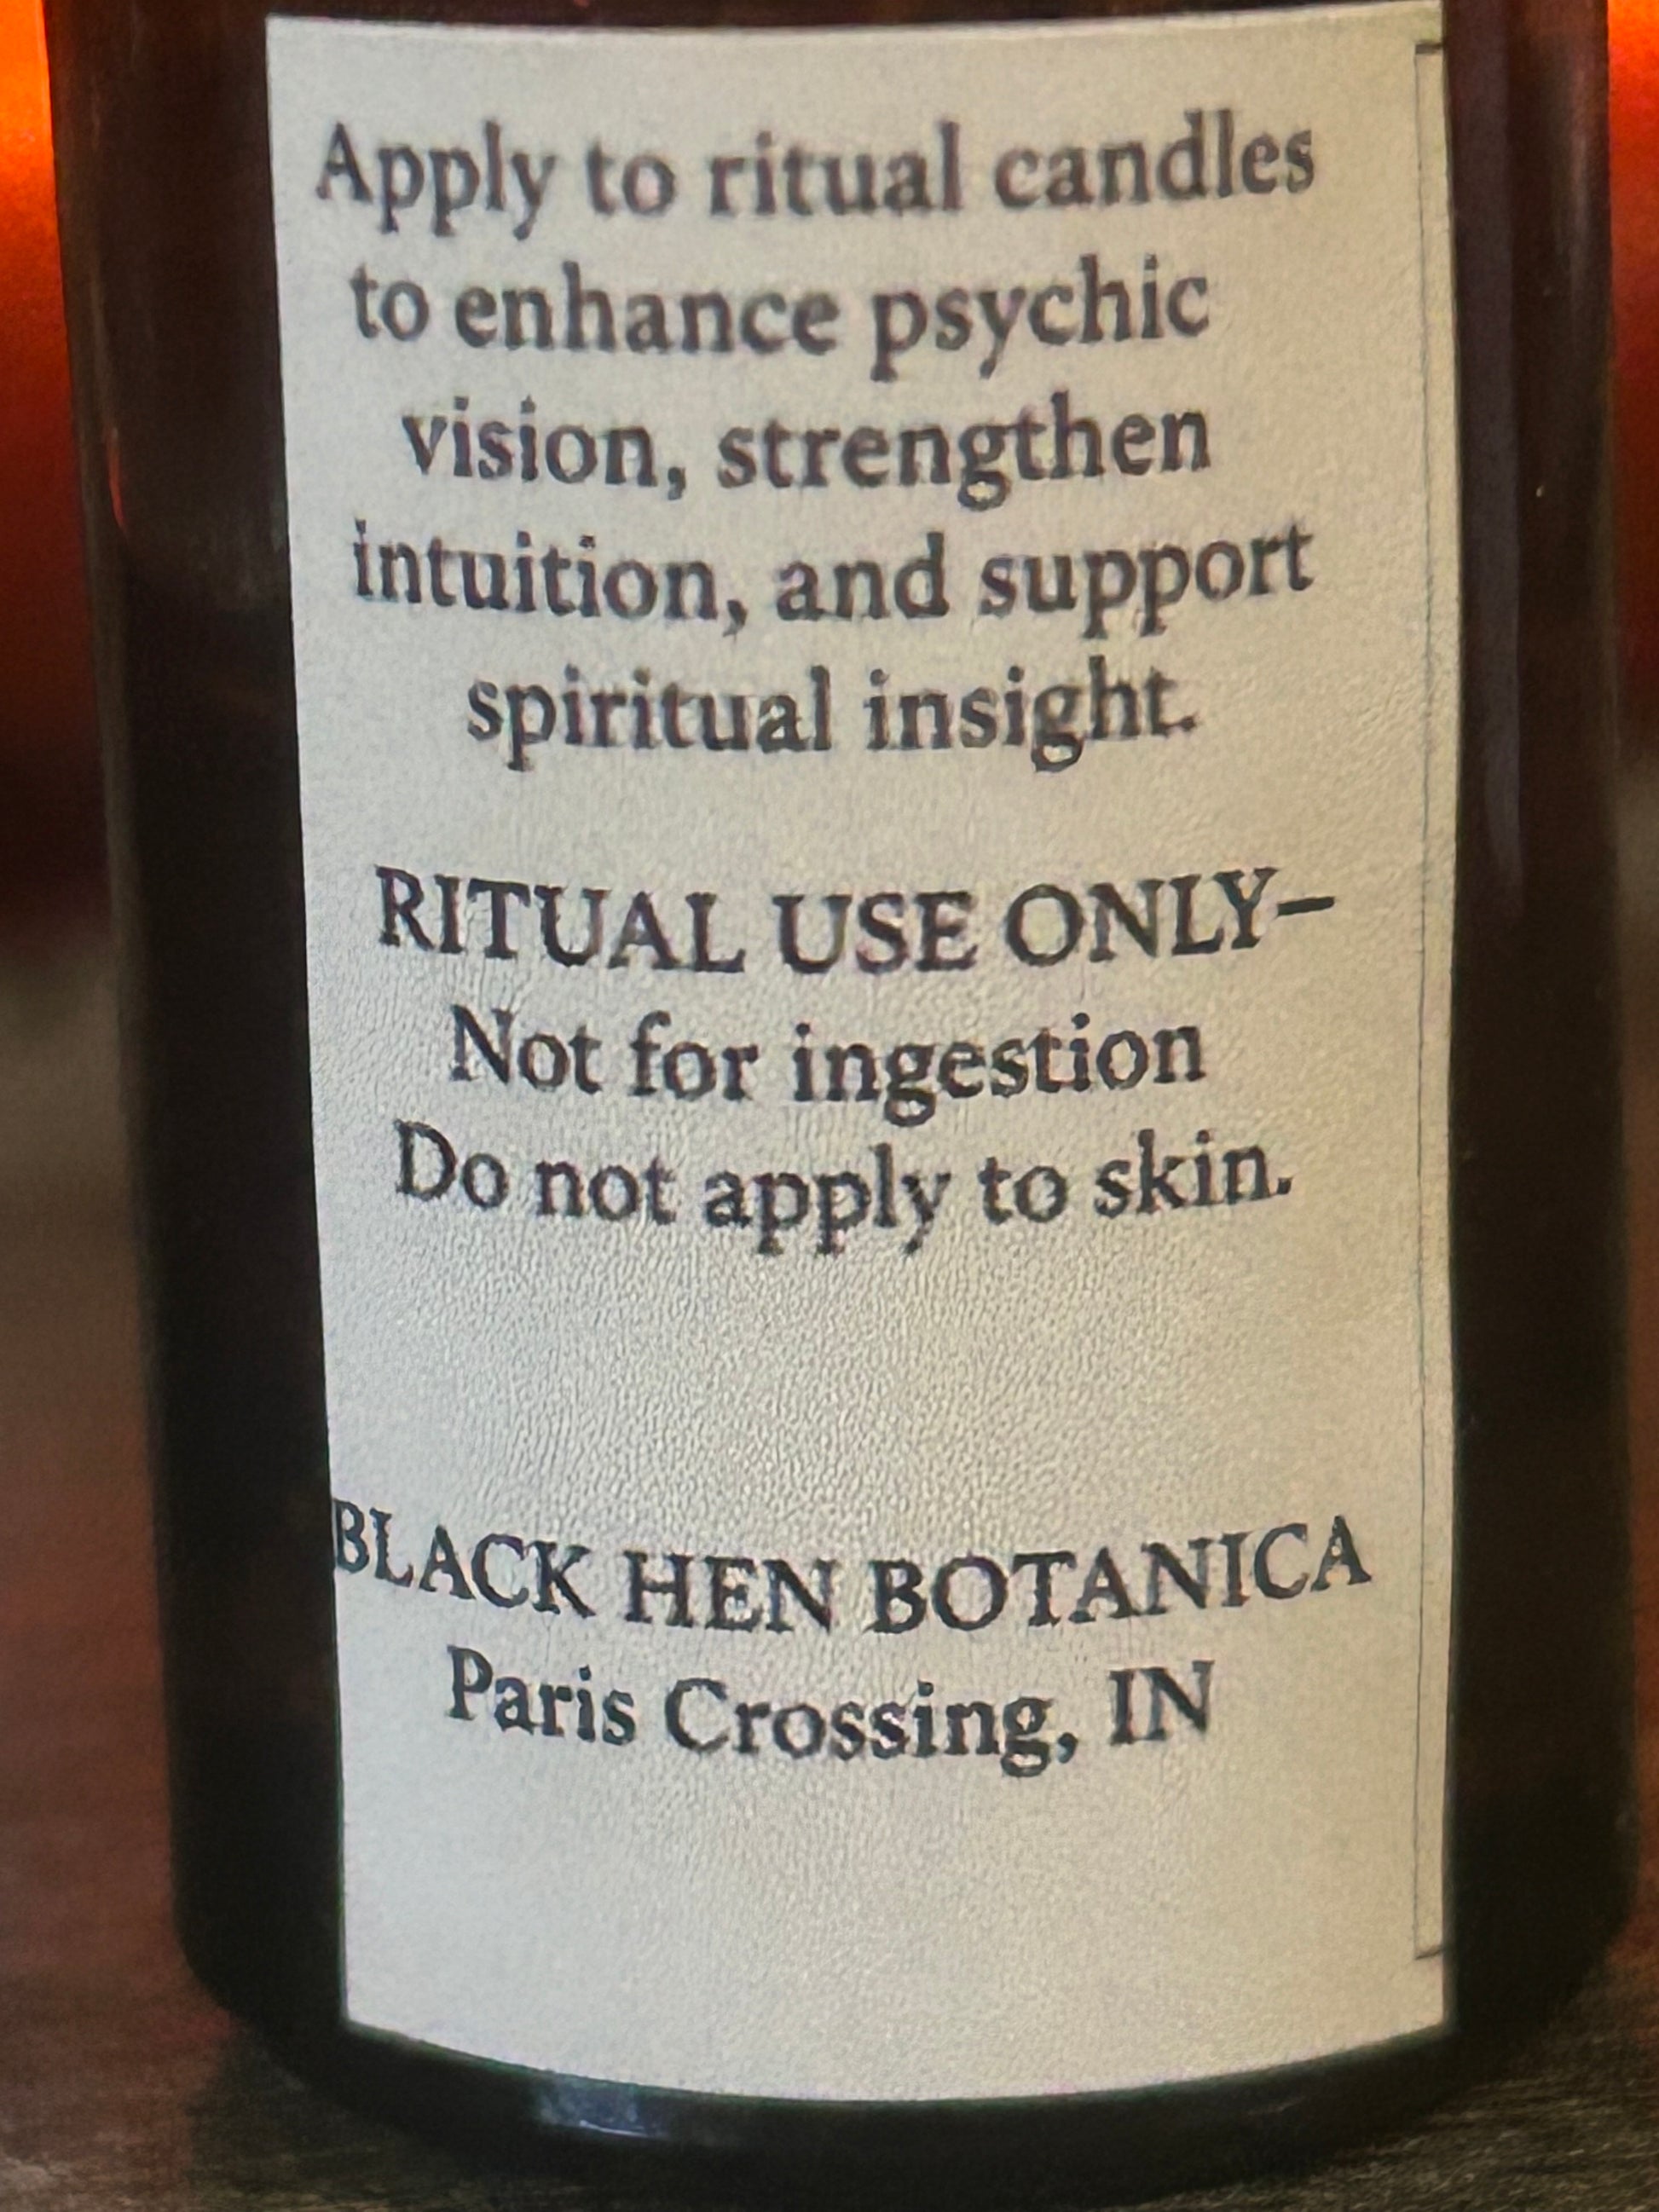 Apply to ritual candles
to enhance psychic
vision, strengthen
intuition, and support
spiritual insight.
RITUAL USE ONLY–
Not for ingestion
Do not apply to skin.
BLACK HEN BOTANICA
Paris Crossing, IN